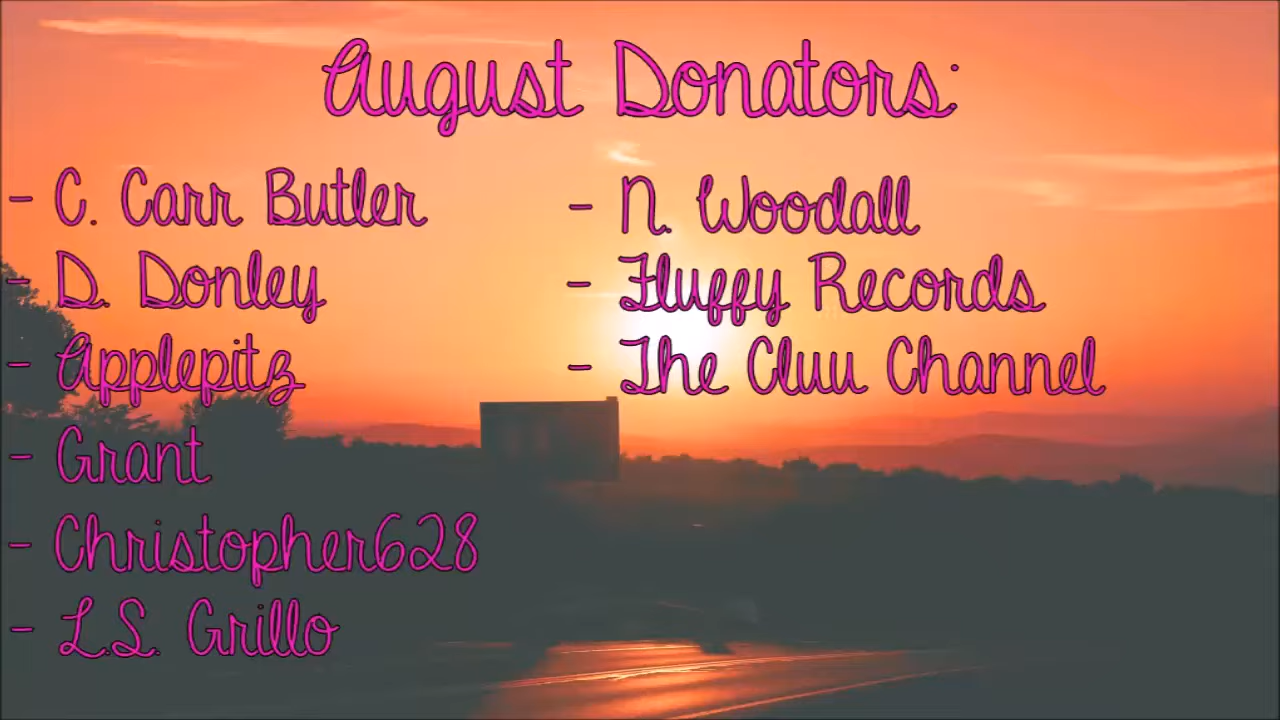 August Donators:
- C. Carr Butler
- D. Donley
- Applepitz
- Grant
- Christopher628
- L.S. Grillo
- N. Woodall
- Fluffy Records
- The Cluu Channel